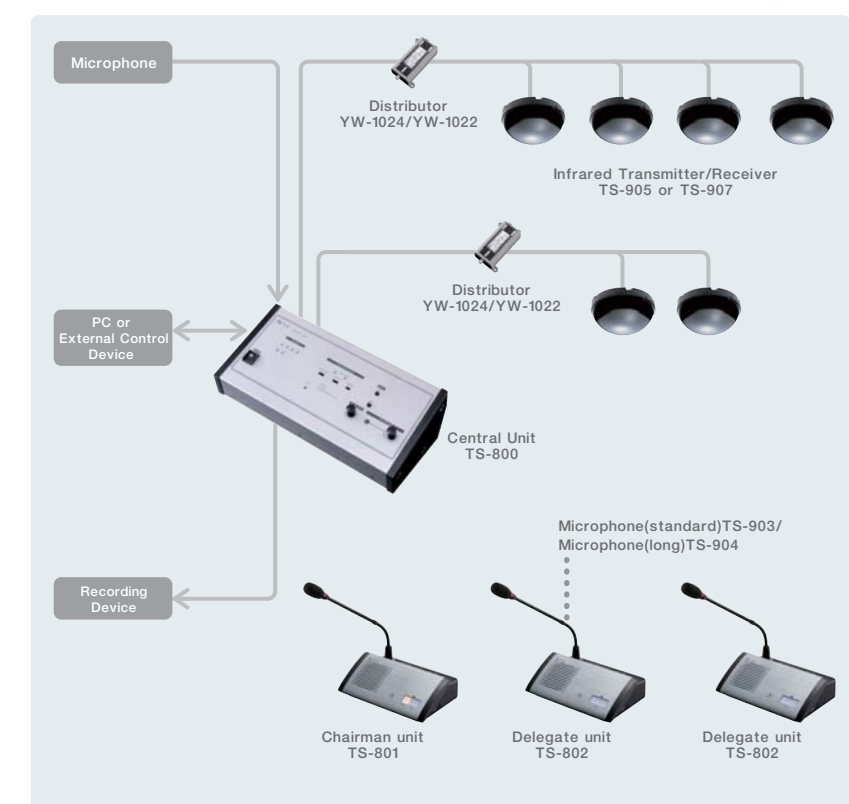 Microphone
Distributor
YW-1024/YW-1022
Infrared Transmitter/Receiver
TS-905 or TS-907
Distributor
YW-1024/YW-1022
PC or
External Control
Device
Central Unit
TS-800
Microphone(standard)TS-903/
Microphone(long)TS-904
Recording
Device
Chairman unit
TS-801
Delegate unit
TS-802
Delegate unit
TS-802